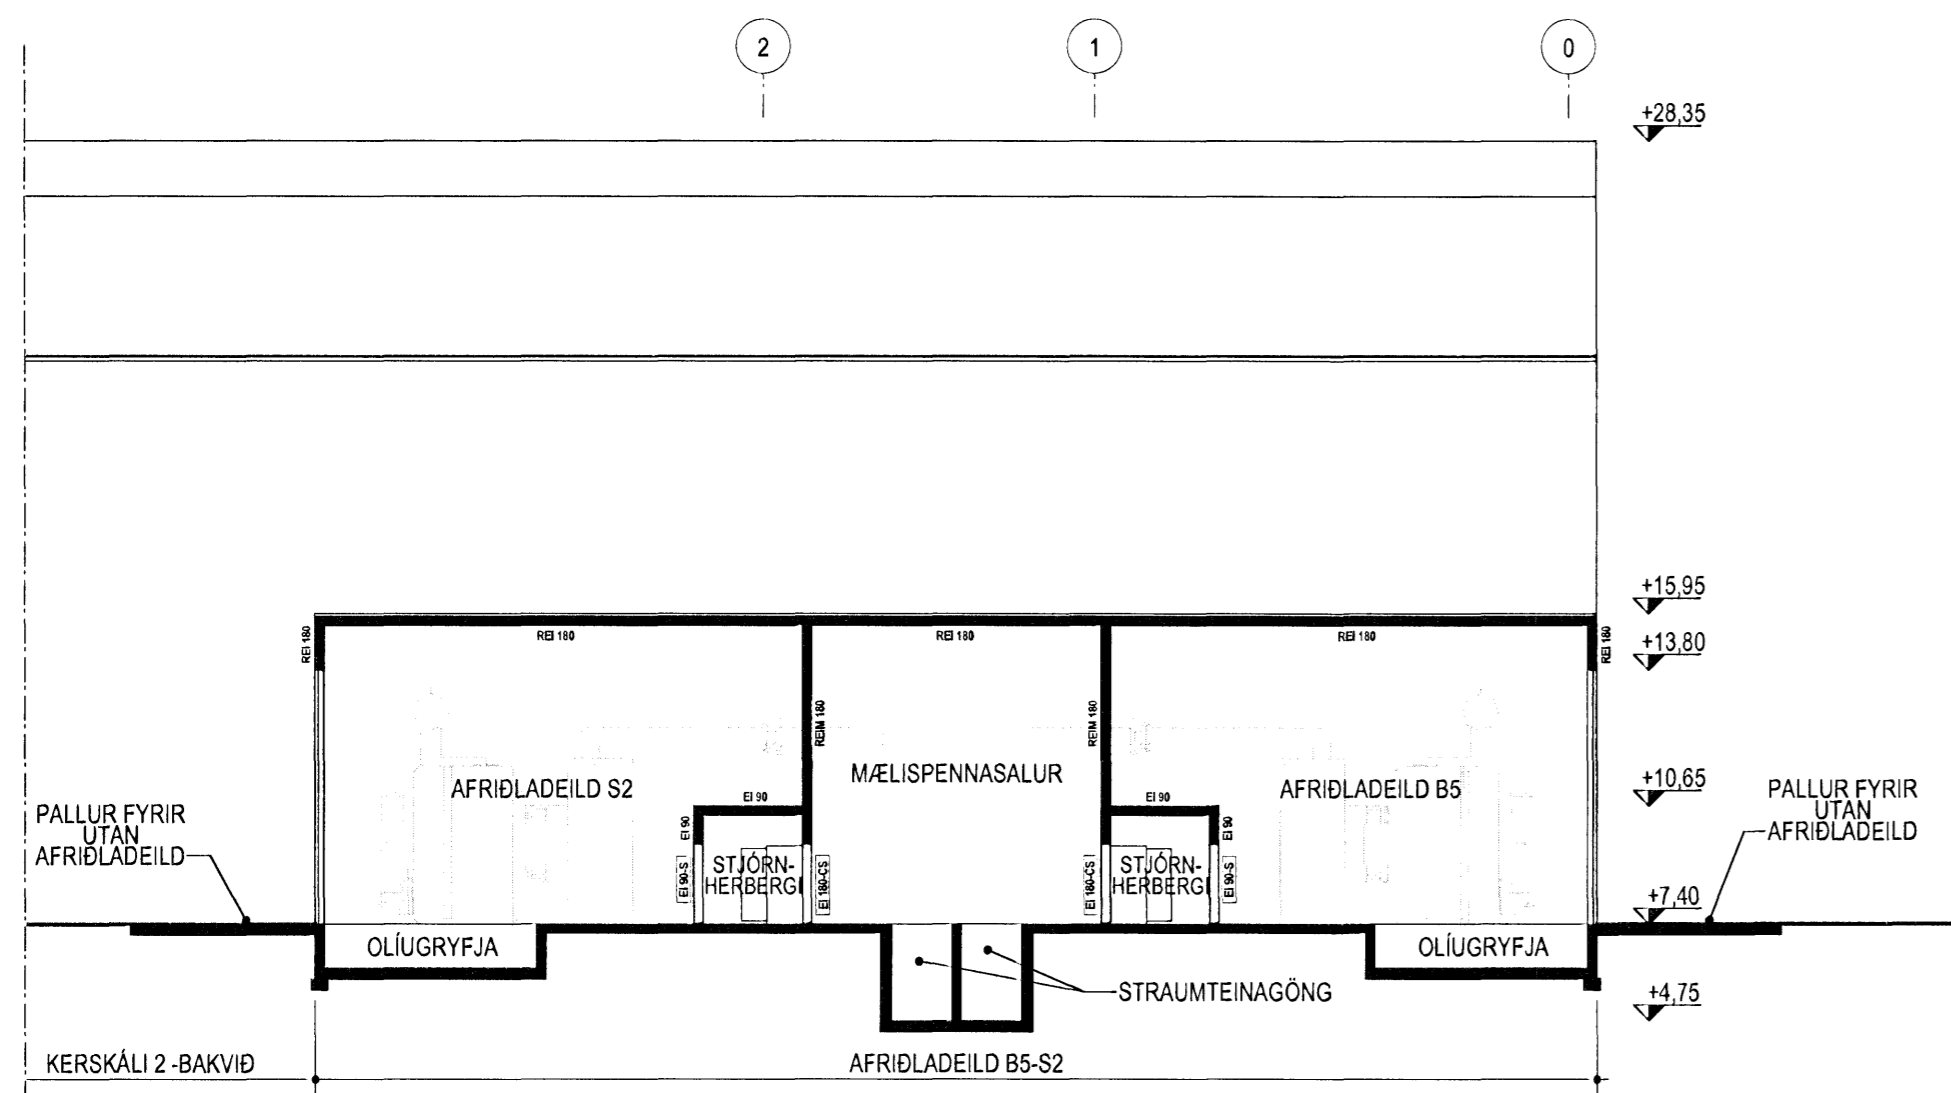 2
1
0
+28,35
+15,95
REI 180
REI 180
REI 180
REI 180
REI 180
+13,80
REIM 180
REIM 180
MÆLISPENNASALUR
AFRIÐLADEILD S2
AFRIÐLADEILD B5
+10,65
EI 90
EI 90
PALLUR FYRIR
UTAN
AFRIÐLADEILD
PALLUR FYRIR
UTAN
AFRIÐLADEILD
EI 90
EI 90
EI 90-S
STJÓRN-
HERBERGI
EI 180-CS
EI 180-CS
STJÓRN-
HERBERGI
EI 90-S
+7,40
OLÍUGRYFJA
OLÍUGRYFJA
STRAUMTEINAGÖNG
+4,75
KERSKÁLI 2 -BAKVIÐ
AFRIÐLADEILD B5-S2